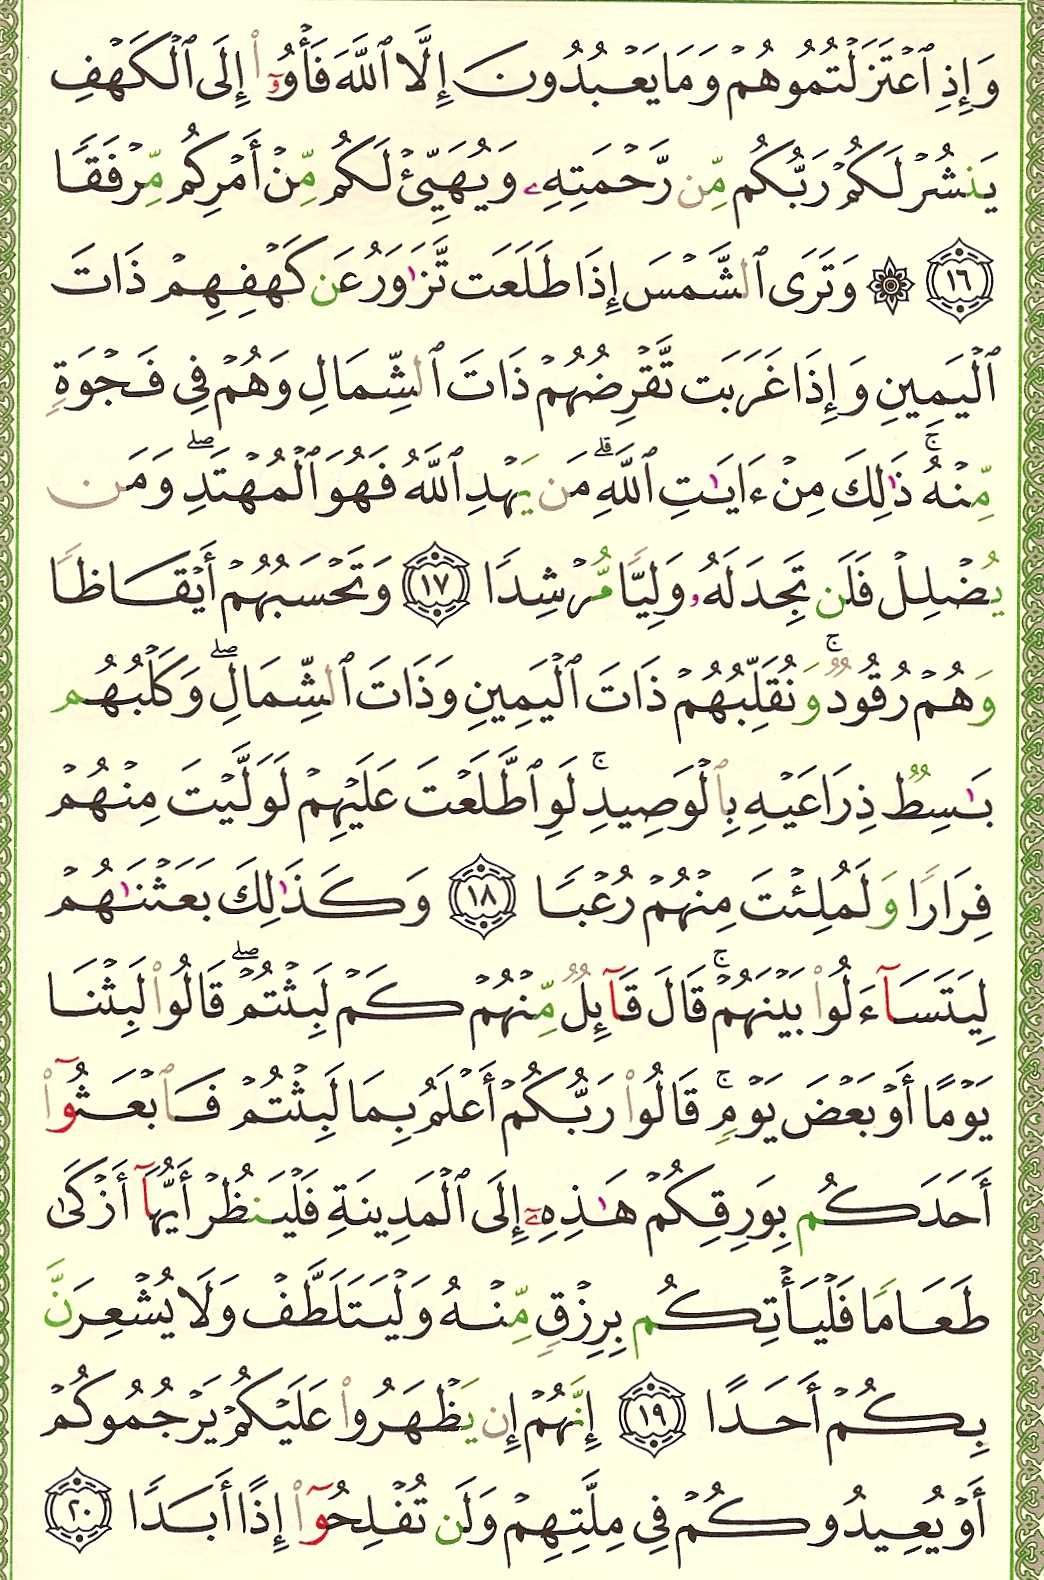 وَإِذِ ٱعْتَزَلْتُمُوهُمْ وَمَا يَعْبُدُونَ إِلَّا ٱللَّهَ فَأْوُۥٓا۟ إِلَى ٱلْكَهْفِ
يَنشُرْ لَكُمْ رَبُّكُم مِّن رَّحْمَتِهِۦ وَيُهَيِّئْ لَكُم مِّنْ أَمْرِكُم مِّرْفَقًا
١٦ ۞ وَتَرَى ٱلشَّمْسَ إِذَا طَلَعَت تَّزَٰوَرُ عَن كَهْفِهِمْ ذَاتَ
ٱلْيَمِينِ وَإِذَا غَرَبَت تَّقْرِضُهُمْ ذَاتَ ٱلشِّمَالِ وَهُمْ فِى فَجْوَةٍ
مِّنْهُ ۚ ذَٰلِكَ مِنْ ءَايَٰتِ ٱللَّهِ ۗ مَن يَهْدِ ٱللَّهُ فَهُوَ ٱلْمُهْتَدِ ۖ وَمَن
يُضْلِلْ فَلَن تَجِدَ لَهُۥ وَلِيًّا مُّرْشِدًا ١٧ وَتَحْسَبُهُمْ أَيْقَاظًا
وَهُمْ رُقُودٌ ۚ وَنُقَلِّبُهُمْ ذَاتَ ٱلْيَمِينِ وَذَاتَ ٱلشِّمَالِ ۖ وَكَلْبُهُم
بَٰسِطٌ ذِرَاعَيْهِ بِٱلْوَصِيدِ ۚ لَوِ ٱطَّلَعْتَ عَلَيْهِمْ لَوَلَّيْتَ مِنْهُمْ
فِرَارًا وَلَمُلِئْتَ مِنْهُمْ رُعْبًا ١٨ وَكَذَٰلِكَ بَعَثْنَٰهُمْ
لِيَتَسَآءَلُوا۟ بَيْنَهُمْ ۚ قَالَ قَآئِلٌ مِّنْهُمْ كَمْ لَبِثْتُمْ ۖ قَالُوا۟ لَبِثْنَا
يَوْمًا أَوْ بَعْضَ يَوْمٍ ۚ قَالُوا۟ رَبُّكُمْ أَعْلَمُ بِمَا لَبِثْتُمْ فَٱبْعَثُوٓا۟
أَحَدَكُم بِوَرِقِكُمْ هَٰذِهِۦٓ إِلَى ٱلْمَدِينَةِ فَلْيَنظُرْ أَيُّهَآ أَزْكَىٰ
طَعَامًا فَلْيَأْتِكُم بِرِزْقٍ مِّنْهُ وَلْيَتَلَطَّفْ وَلَا يُشْعِرَنَّ
بِكُمْ أَحَدًا ١٩ إِنَّهُمْ إِن يَظْهَرُوا۟ عَلَيْكُمْ يَرْجُمُوكُمْ
أَوْ يُعِيدُوكُمْ فِى مِلَّتِهِمْ وَلَن تُفْلِحُوٓا۟ إِذًا أَبَدًا ٢٠